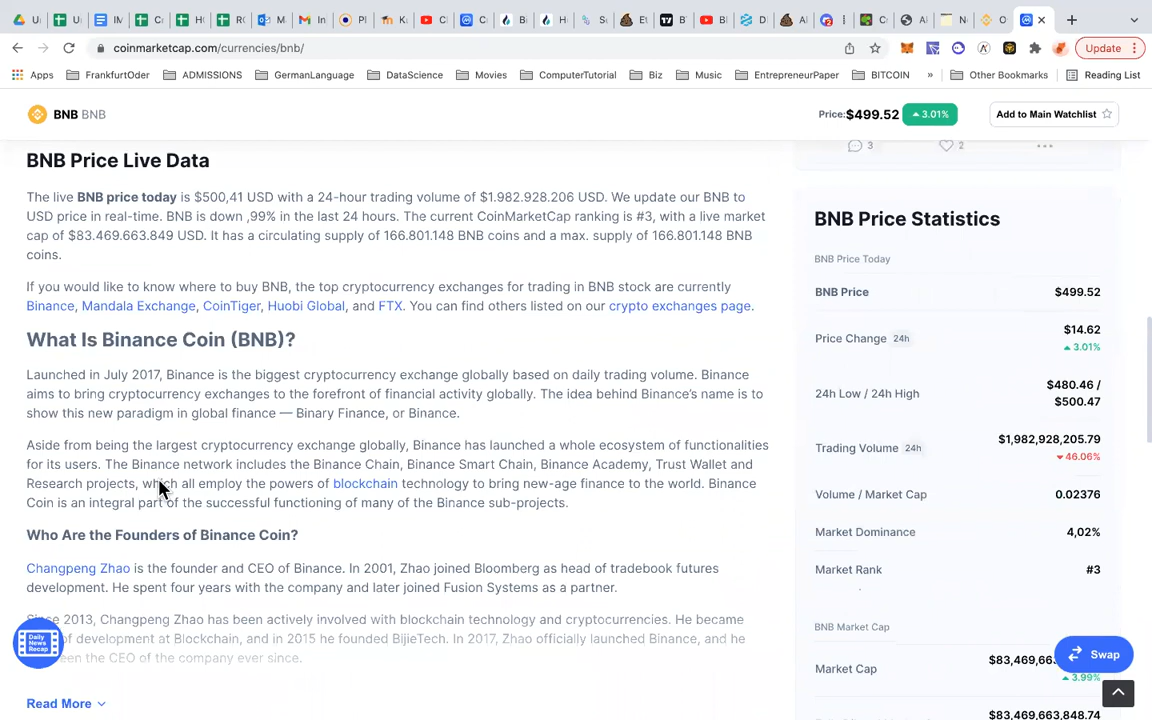 U
U
IM
C
H
R
M
In
P
K
C
C
B
H
S
E
B
B
D
A
C
A
N
O
coinmarketcap.com/currencies/bnb/
Update
Apps
FrankfurtOder
ADMISSIONS
GermanLanguage
DataScience
Movies
ComputerTutorial
Biz
Music
EntrepreneurPaper
BITCOIN
»
Other Bookmarks
Reading List
BNB BNB
Price:$499.52
3.01%
Add to Main Watchlist
3
2
BNB Price Live Data
The live BNB price today is $500,41 USD with a 24-hour trading volume of $1.982.928.206 USD. We update our BNB to
USD price in real-time. BNB is down ,99% in the last 24 hours. The current CoinMarketCap ranking is #3, with a live market
cap of $83.469.663.849 USD. It has a circulating supply of 166.801.148 BNB coins and a max. supply of 166.801.148 BNB
coins.
If you would like to know where to buy BNB, the top cryptocurrency exchanges for trading in BNB stock are currently
Binance, Mandala Exchange, CoinTiger, Huobi Global, and FTX. You can find others listed on our crypto exchanges page.
What Is Binance Coin (BNB)?
Launched in July 2017, Binance is the biggest cryptocurrency exchange globally based on daily trading volume. Binance
aims to bring cryptocurrency exchanges to the forefront of financial activity globally. The idea behind Binance's name is to
show this new paradigm in global finance — Binary Finance, or Binance.
Aside from being the largest cryptocurrency exchange globally, Binance has launched a whole ecosystem of functionalities
for its users. The Binance network includes the Binance Chain, Binance Smart Chain, Binance Academy, Trust Wallet and
Research projects, which all employ the powers of blockchain technology to bring new-age finance to the world. Binance
Coin is an integral part of the successful functioning of many of the Binance sub-projects.
Who Are the Founders of Binance Coin?
Changpeng Zhao is the founder and CEO of Binance. In 2001, Zhao joined Bloomberg as head of tradebook futures
development. He spent four years with the company and later joined Fusion Systems as a partner.
Since 2013, Changpeng Zhao has been actively involved with blockchain technology and cryptocurrencies. He became
of development at Blockchain, and in 2015 he founded BijieTech. In 2017, Zhao officially launched Binance, and he
been the CEO of the company ever since.
Daily
News
Recap
Read More
BNB Price Statistics
BNB Price Today
BNB Price $499.52
Price Change 24h $14.62
3.01%
24h Low / 24h High $480.46 /
$500.47
Trading Volume 24h $1,982,928,205.79
46.06%
Volume / Market Cap 0.02376
Market Dominance 4,02%
Market Rank #3
BNB Market Cap
Market Cap $83,469,663
3.99%
$83,469,663,848.74
Swap